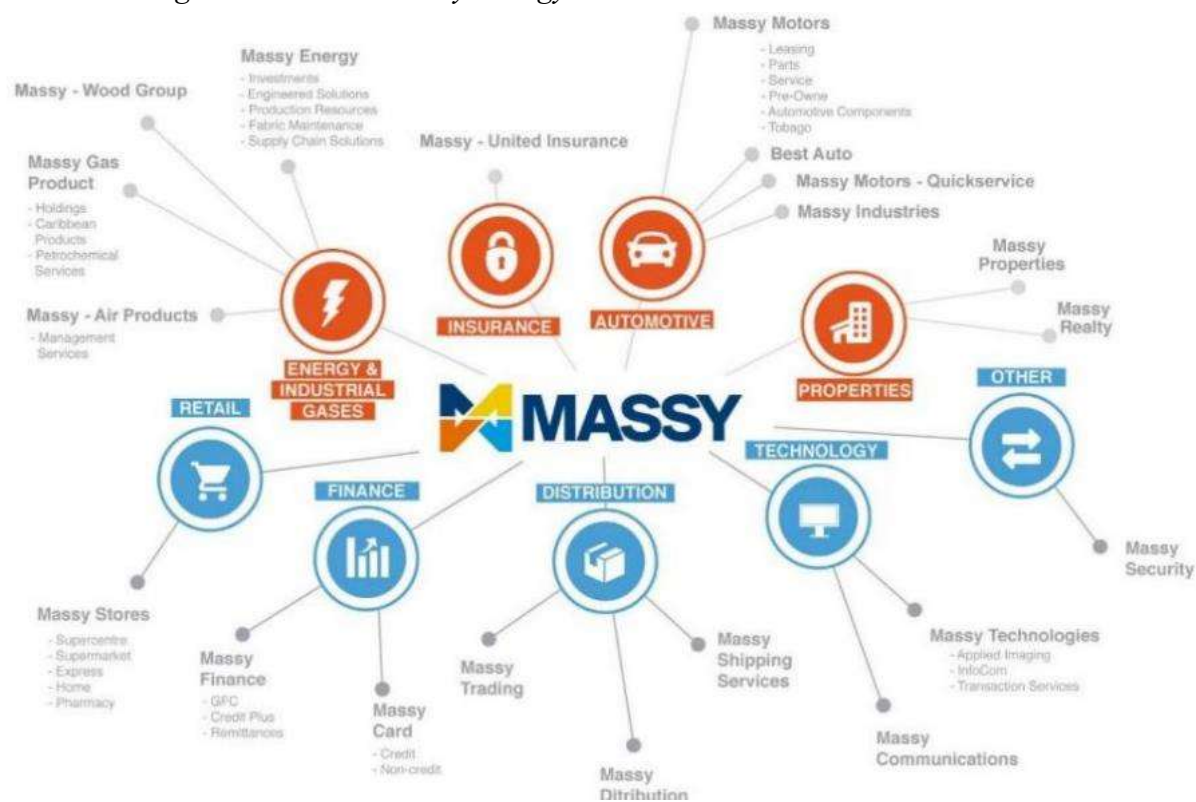 Massy Motors
- Leasing
- Parts
- Service
- Pre-Owne
- Automotive Components
- Tobago
Massy Energy
- Investments
- Engineered Solutions
- Production Resources
- Fabric Maintenance
- Supply Chain Solutions
Massy - Wood Group
Massy - United Insurance
Best Auto
Massy Gas
Product
- Holdings
- Caribbean
Products
- Petrochemical
Services
Massy Motors - Quickservice
Massy Industries
Massy
Properties
Massy
Realty
Massy - Air Products
- Management
Services
INSURANCE
AUTOMOTIVE
ENERGY &
INDUSTRIAL
GASES
PROPERTIES
OTHER
RETAIL
MASSY
TECHNOLOGY
FINANCE
DISTRIBUTION
Massy
Security
Massy Stores
- Supercentre
- Supermarket
- Express
- Home
- Pharmacy
Massy
Finance
- GFC
- Credit Plus
- Remittances
Massy
Card
- Credit
- Non-credit
Massy
Trading
Massy
Shipping
Services
Massy Technologies
- Applied Imaging
- InfoCom
- Transaction Services
Massy
Communications
Massy
Ditribution